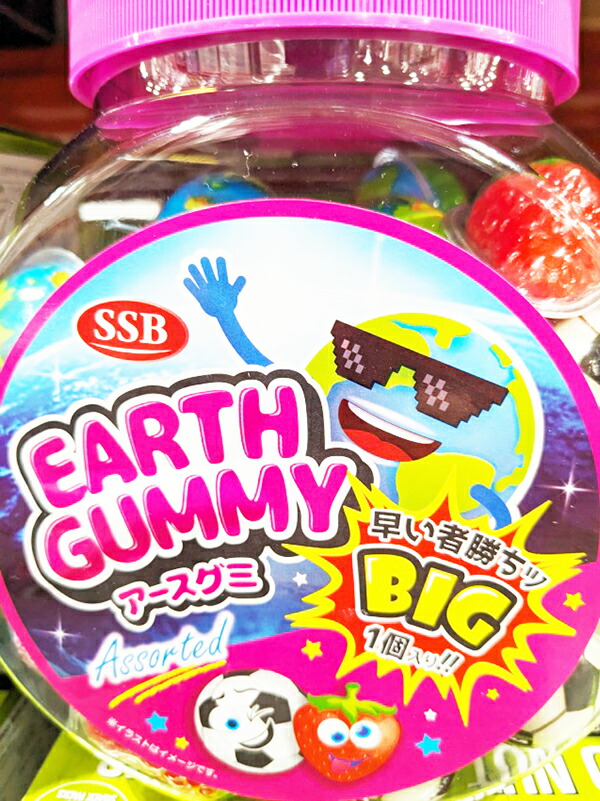 SSB
EARTH
GUMMY
アースグミ
Assorted
早い者勝ちッ
BIG
1個入り!!
※イラストはイメージです。